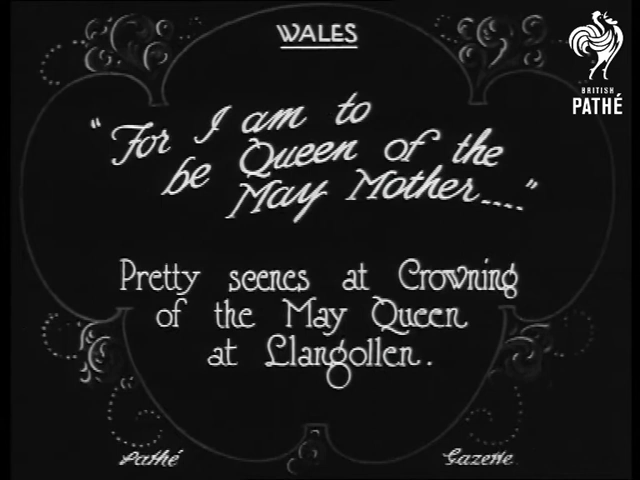 WALES
BRITISH
PATHÉ
"For I am to
be Queen of the
May Mother...."
Pretty scenes at Crowning
of the May Queen
at Llangollen.
Pathé Gazette